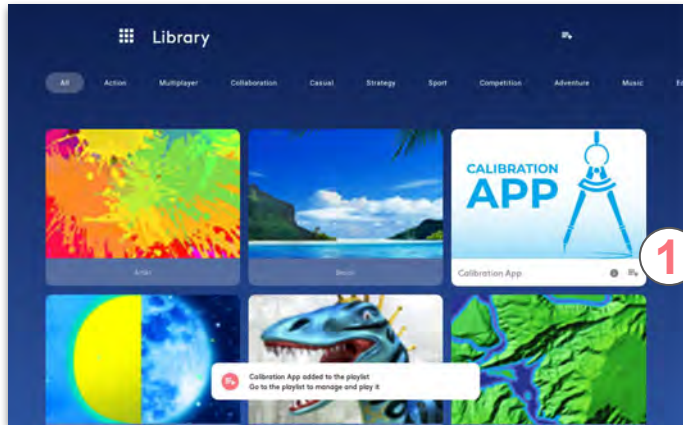 Library
All Action Multiplayer Collaboration Casual Strategy Sport Competition Adventure Music
CALIBRATION
APP
Calibration App
1
Calibration App added to the playlist
Go to the playlist to manage and play it